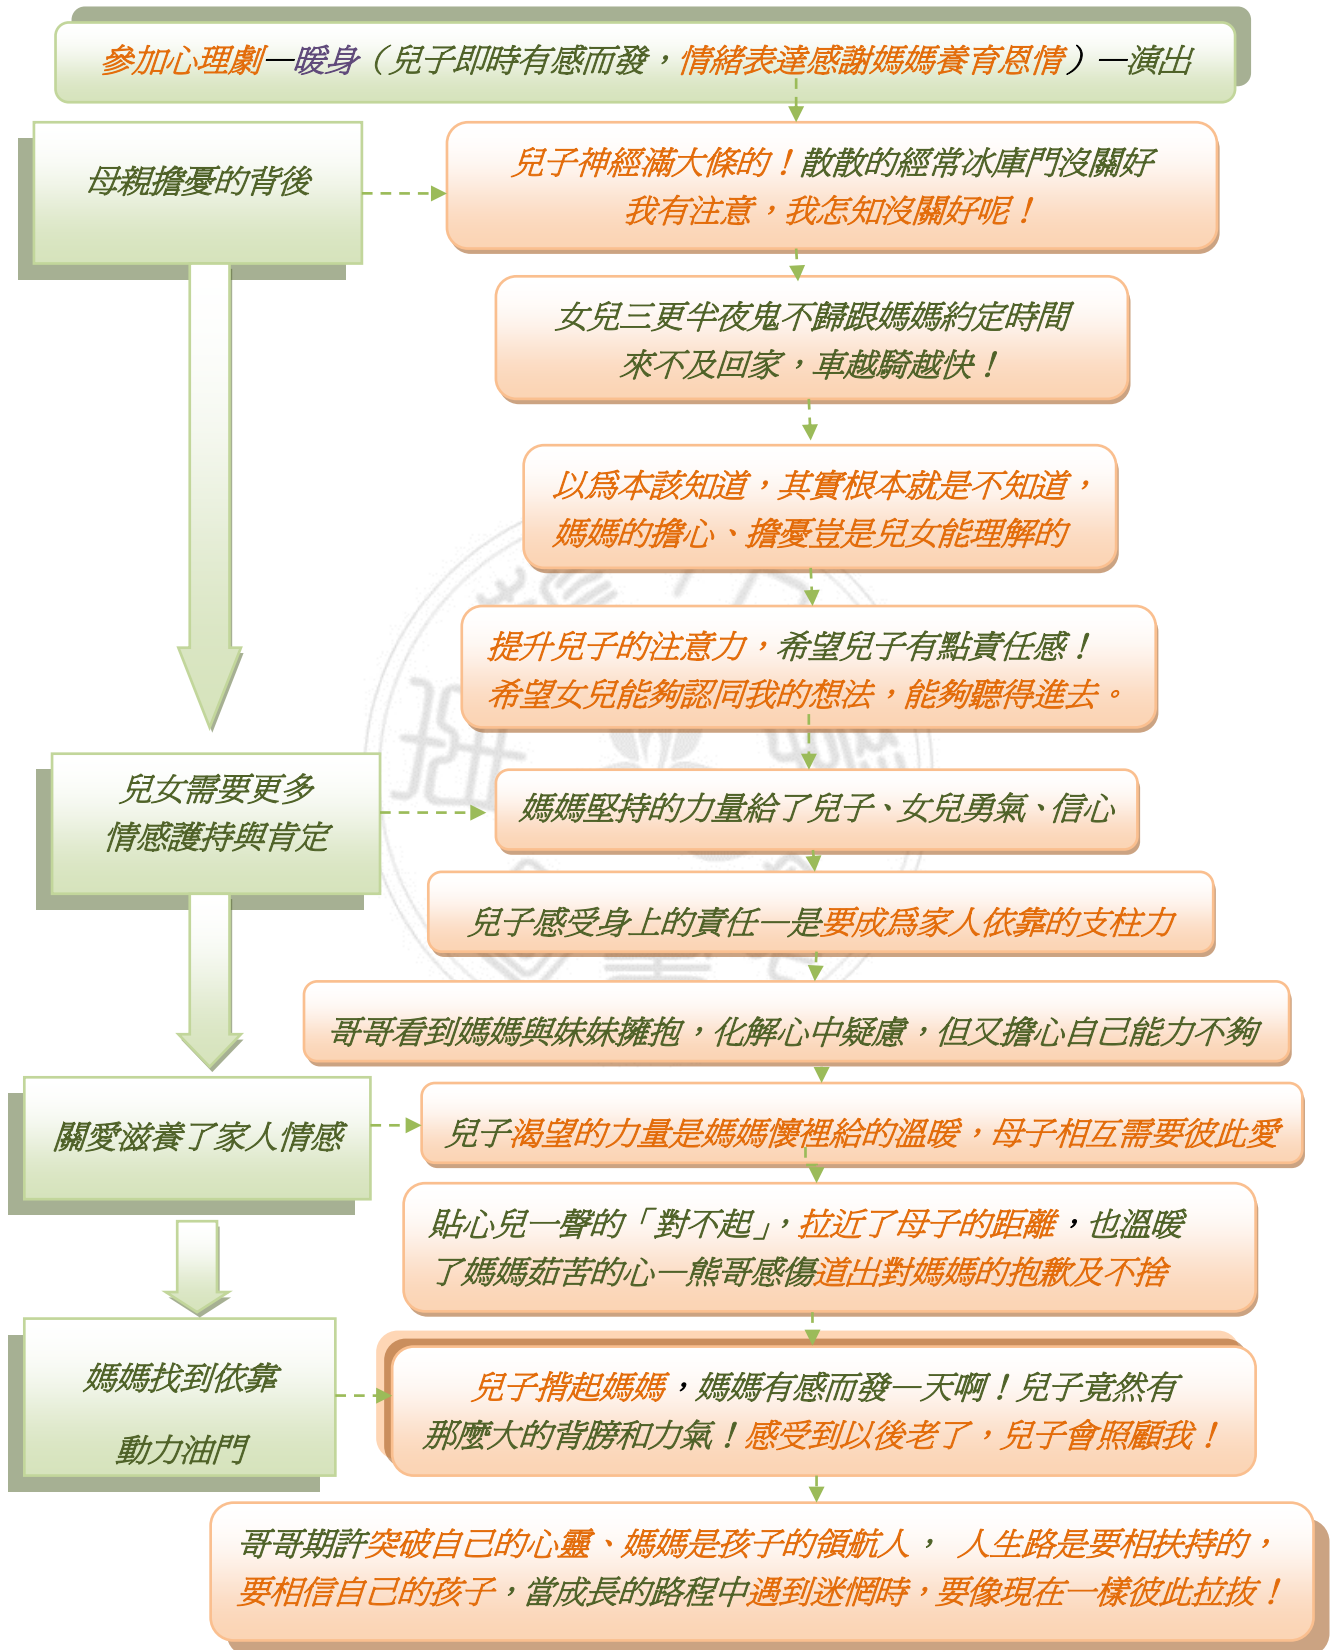 參加心理劇—暖身（兒子即時有感而發，情緒表達感謝媽媽養育恩情）—演出
母親擔憂的背後
兒子神經滿大條的！散散的經常冰庫門沒關好
我有注意，我怎知沒關好呢！
女兒三更半夜鬼不歸跟媽媽約定時間
來不及回家，車越騎越快！
以為本該知道，其實根本就是不知道，
媽媽的擔心、擔憂豈是兒女能理解的
提升兒子的注意力，希望兒子有點責任感！
希望女兒能夠認同我的想法，能夠聽得進去。
兒女需要更多
情感護持與肯定
媽媽堅持的力量給了兒子、女兒勇氣、信心
兒子感受身上的責任—是要成為家人依靠的支柱力
哥哥看到媽媽與妹妹擁抱，化解心中疑慮，但又擔心自己能力不夠
關愛滋養了家人情感
兒子渴望的力量是媽媽懷裡給的溫暖，母子相互需要彼此愛
貼心兒一聲的「對不起」，拉近了母子的距離，也溫暖
了媽媽茹苦的心—熊哥感傷道出對媽媽的抱歉及不捨
媽媽找到依靠
動力油門
兒子揹起媽媽，媽媽有感而發—天啊！兒子竟然有
那麼大的背膀和力氣！感受到以後老了，兒子會照顧我！
哥哥期許突破自己的心靈、媽媽是孩子的領航人， 人生路是要相扶持的，
要相信自己的孩子，當成長的路程中遇到迷惘時，要像現在一樣彼此拉拔！